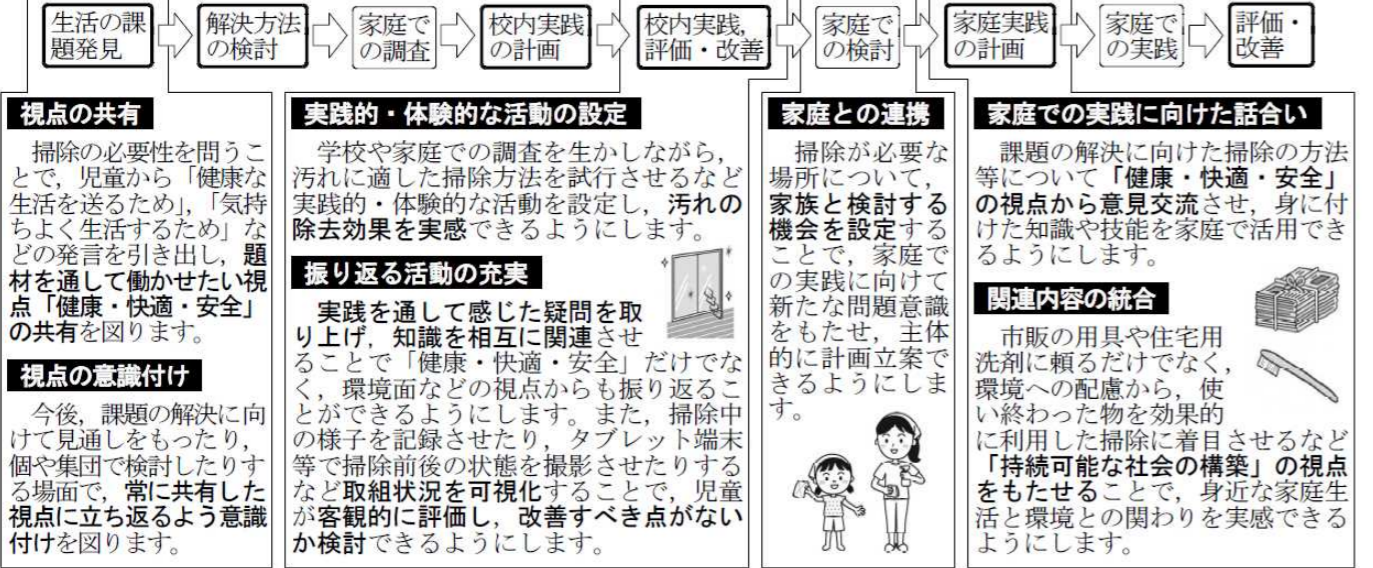 生活の課
題発見
解決方法
の検討
家庭で
の調査
校内実践
の計画
校内実践，
評価・改善
家庭で
の検討
家庭実践
の計画
家庭で
の実践
評価・
改善
視点の共有
掃除の必要性を問うこ
とで，児童から「健康な
生活を送るため」，「気持
ちよく生活するため」な
どの発言を引き出し，題
材を通して働かせたい視
点「健康・快適・安全」
の共有を図ります。
視点の意識付け
今後，課題の解決に向
けて見通しをもったり，
個や集団で検討したりす
る場面で，常に共有した
視点に立ち返るよう意識
付けを図ります。
実践的・体験的な活動の設定
学校や家庭での調査を生かしながら，
汚れに適した掃除方法を試行させるなど
実践的・体験的な活動を設定し，汚れの
除去効果を実感できるようにします。
振り返る活動の充実
実践を通して感じた疑問を取
り上げ，知識を相互に関連させ
ることで「健康・快適・安全」だけでな
く，環境面などの視点からも振り返るこ
とができるようにします。また，掃除中
の様子を記録させたり，タブレット端末
等で掃除前後の状態を撮影させたりする
など取組状況を可視化することで，児童
が客観的に評価し，改善すべき点がない
か検討できるようにします。
家庭との連携
掃除が必要な
場所について，
家族と検討する
機会を設定する
ことで，家庭で
の実践に向けて
新たな問題意識
をもたせ，主体
的に計画立案で
きるようにしま
す。
家庭での実践に向けた話合い
課題の解決に向けた掃除の方法
等について「健康・快適・安全」
の視点から意見交流させ，身に付
けた知識や技能を家庭で活用でき
るようにします。
関連内容の統合
市販の用具や住宅用
洗剤に頼るだけでなく，
環境への配慮から，使
い終わった物を効果的
に利用した掃除に着目させるなど
「持続可能な社会の構築」の視点
をもたせることで，身近な家庭生
活と環境との関わりを実感できる
ようにします。